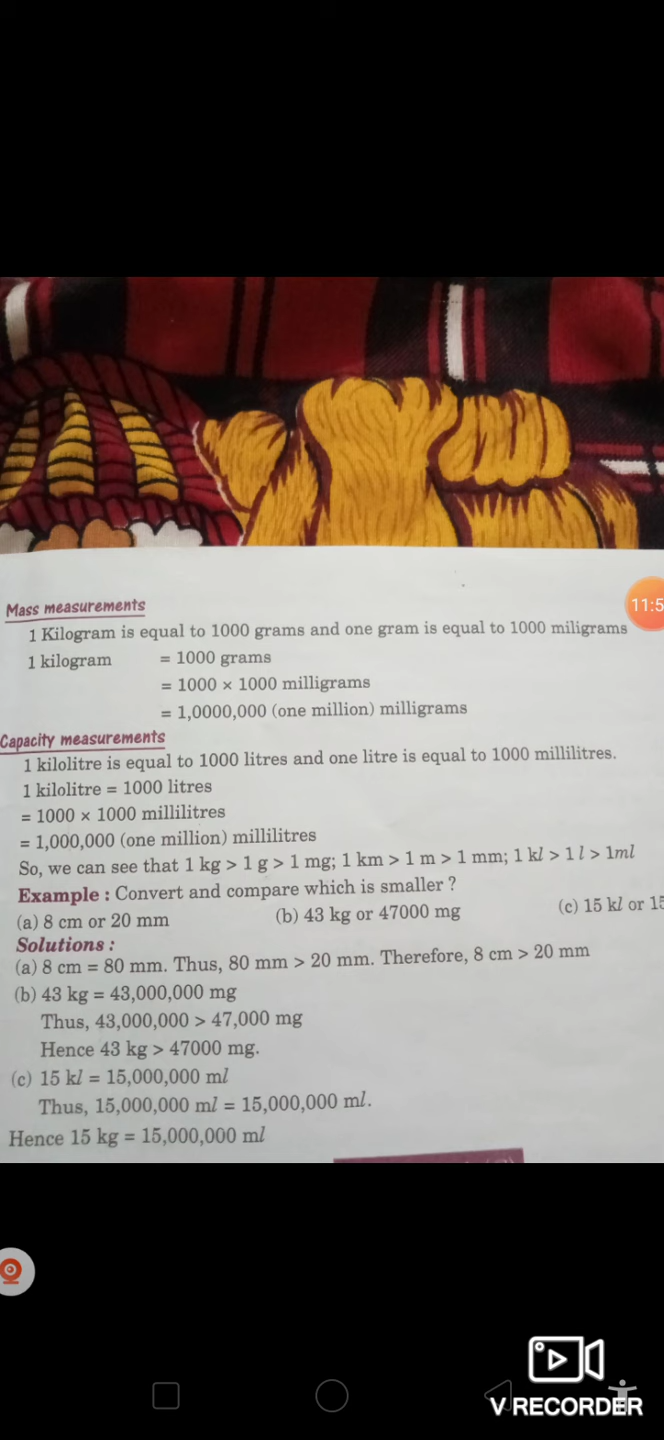 Mass measurements
1 Kilogram is equal to 1000 grams and one gram is equal to 1000 miligrams
11:5
1 kilogram = 1000 grams
= 1000 × 1000 milligrams
= 1,0000,000 (one million) milligrams
Capacity measurements
1 kilolitre is equal to 1000 litres and one litre is equal to 1000 millilitres.
1 kilolitre = 1000 litres
= 1000 × 1000 millilitres
= 1,000,000 (one million) millilitres
So, we can see that 1 kg > 1 g > 1 mg; 1 km > 1 m > 1 mm; 1 kl > 1 l > 1ml
Example : Convert and compare which is smaller ?
(a) 8 cm or 20 mm (b) 43 kg or 47000 mg (c) 15 kl or 15
Solutions :
(a) 8 cm = 80 mm. Thus, 80 mm > 20 mm. Therefore, 8 cm > 20 mm
(b) 43 kg = 43,000,000 mg
Thus, 43,000,000 > 47,000 mg
Hence 43 kg > 47000 mg.
(c) 15 kl = 15,000,000 ml
Thus, 15,000,000 ml = 15,000,000 ml.
Hence 15 kg = 15,000,000 ml
V RECORDER